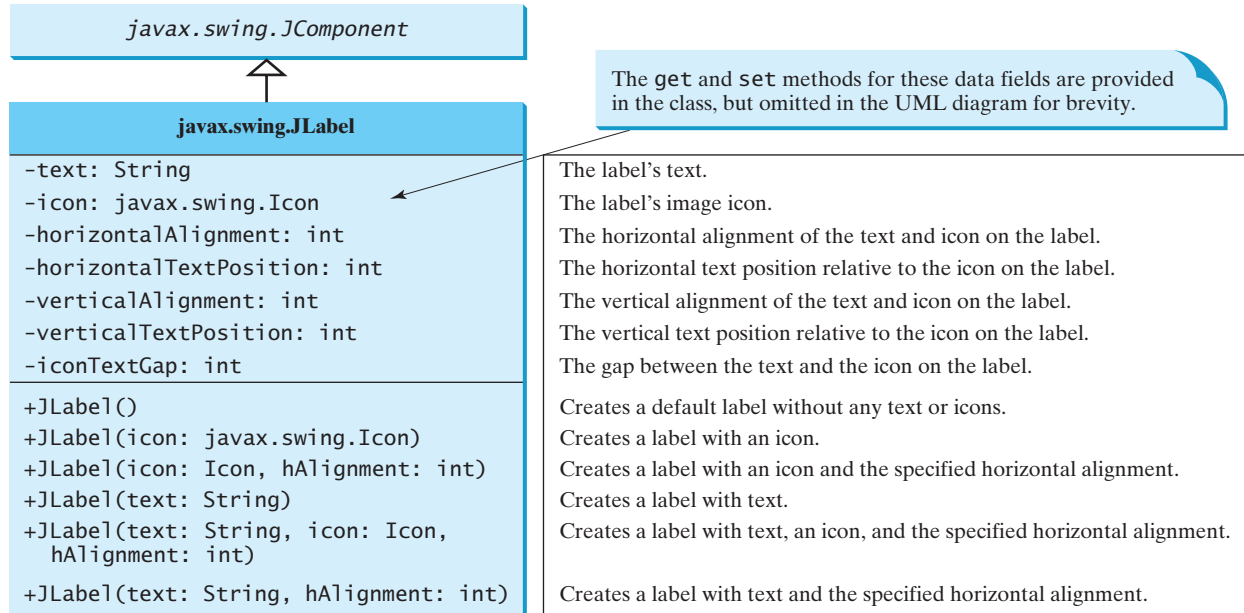 javax.swing.JComponent
The get and set methods for these data fields are provided
in the class, but omitted in the UML diagram for brevity.
javax.swing.JLabel
-text: String The label's text.
-icon: javax.swing.Icon The label's image icon.
-horizontalAlignment: int The horizontal alignment of the text and icon on the label.
-horizontalTextPosition: int The horizontal text position relative to the icon on the label.
-verticalAlignment: int The vertical alignment of the text and icon on the label.
-verticalTextPosition: int The vertical text position relative to the icon on the label.
-iconTextGap: int The gap between the text and the icon on the label.
+JLabel() Creates a default label without any text or icons.
+JLabel(icon: javax.swing.Icon) Creates a label with an icon.
+JLabel(icon: Icon, hAlignment: int) Creates a label with an icon and the specified horizontal alignment.
+JLabel(text: String) Creates a label with text.
+JLabel(text: String, icon: Icon, Creates a label with text, an icon, and the specified horizontal alignment.
hAlignment: int)
+JLabel(text: String, hAlignment: int) Creates a label with text and the specified horizontal alignment.